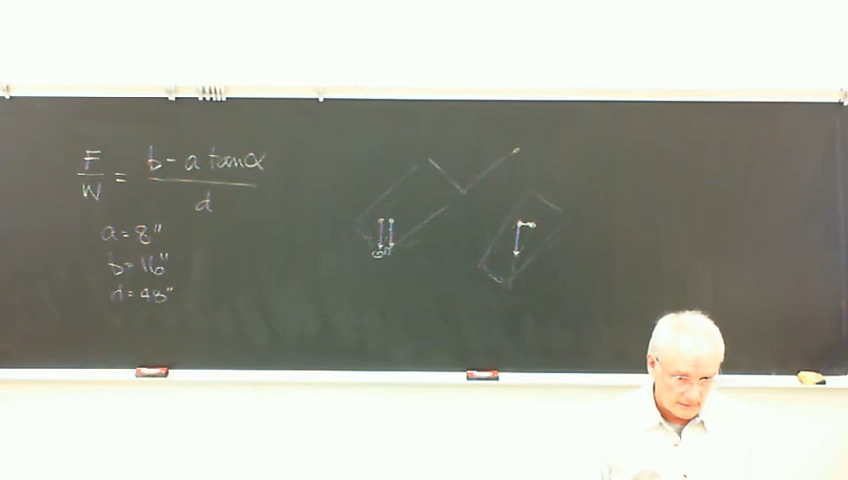 F/W = (b - a tanα)/d
a = 8"
b = 16"
d = 48"